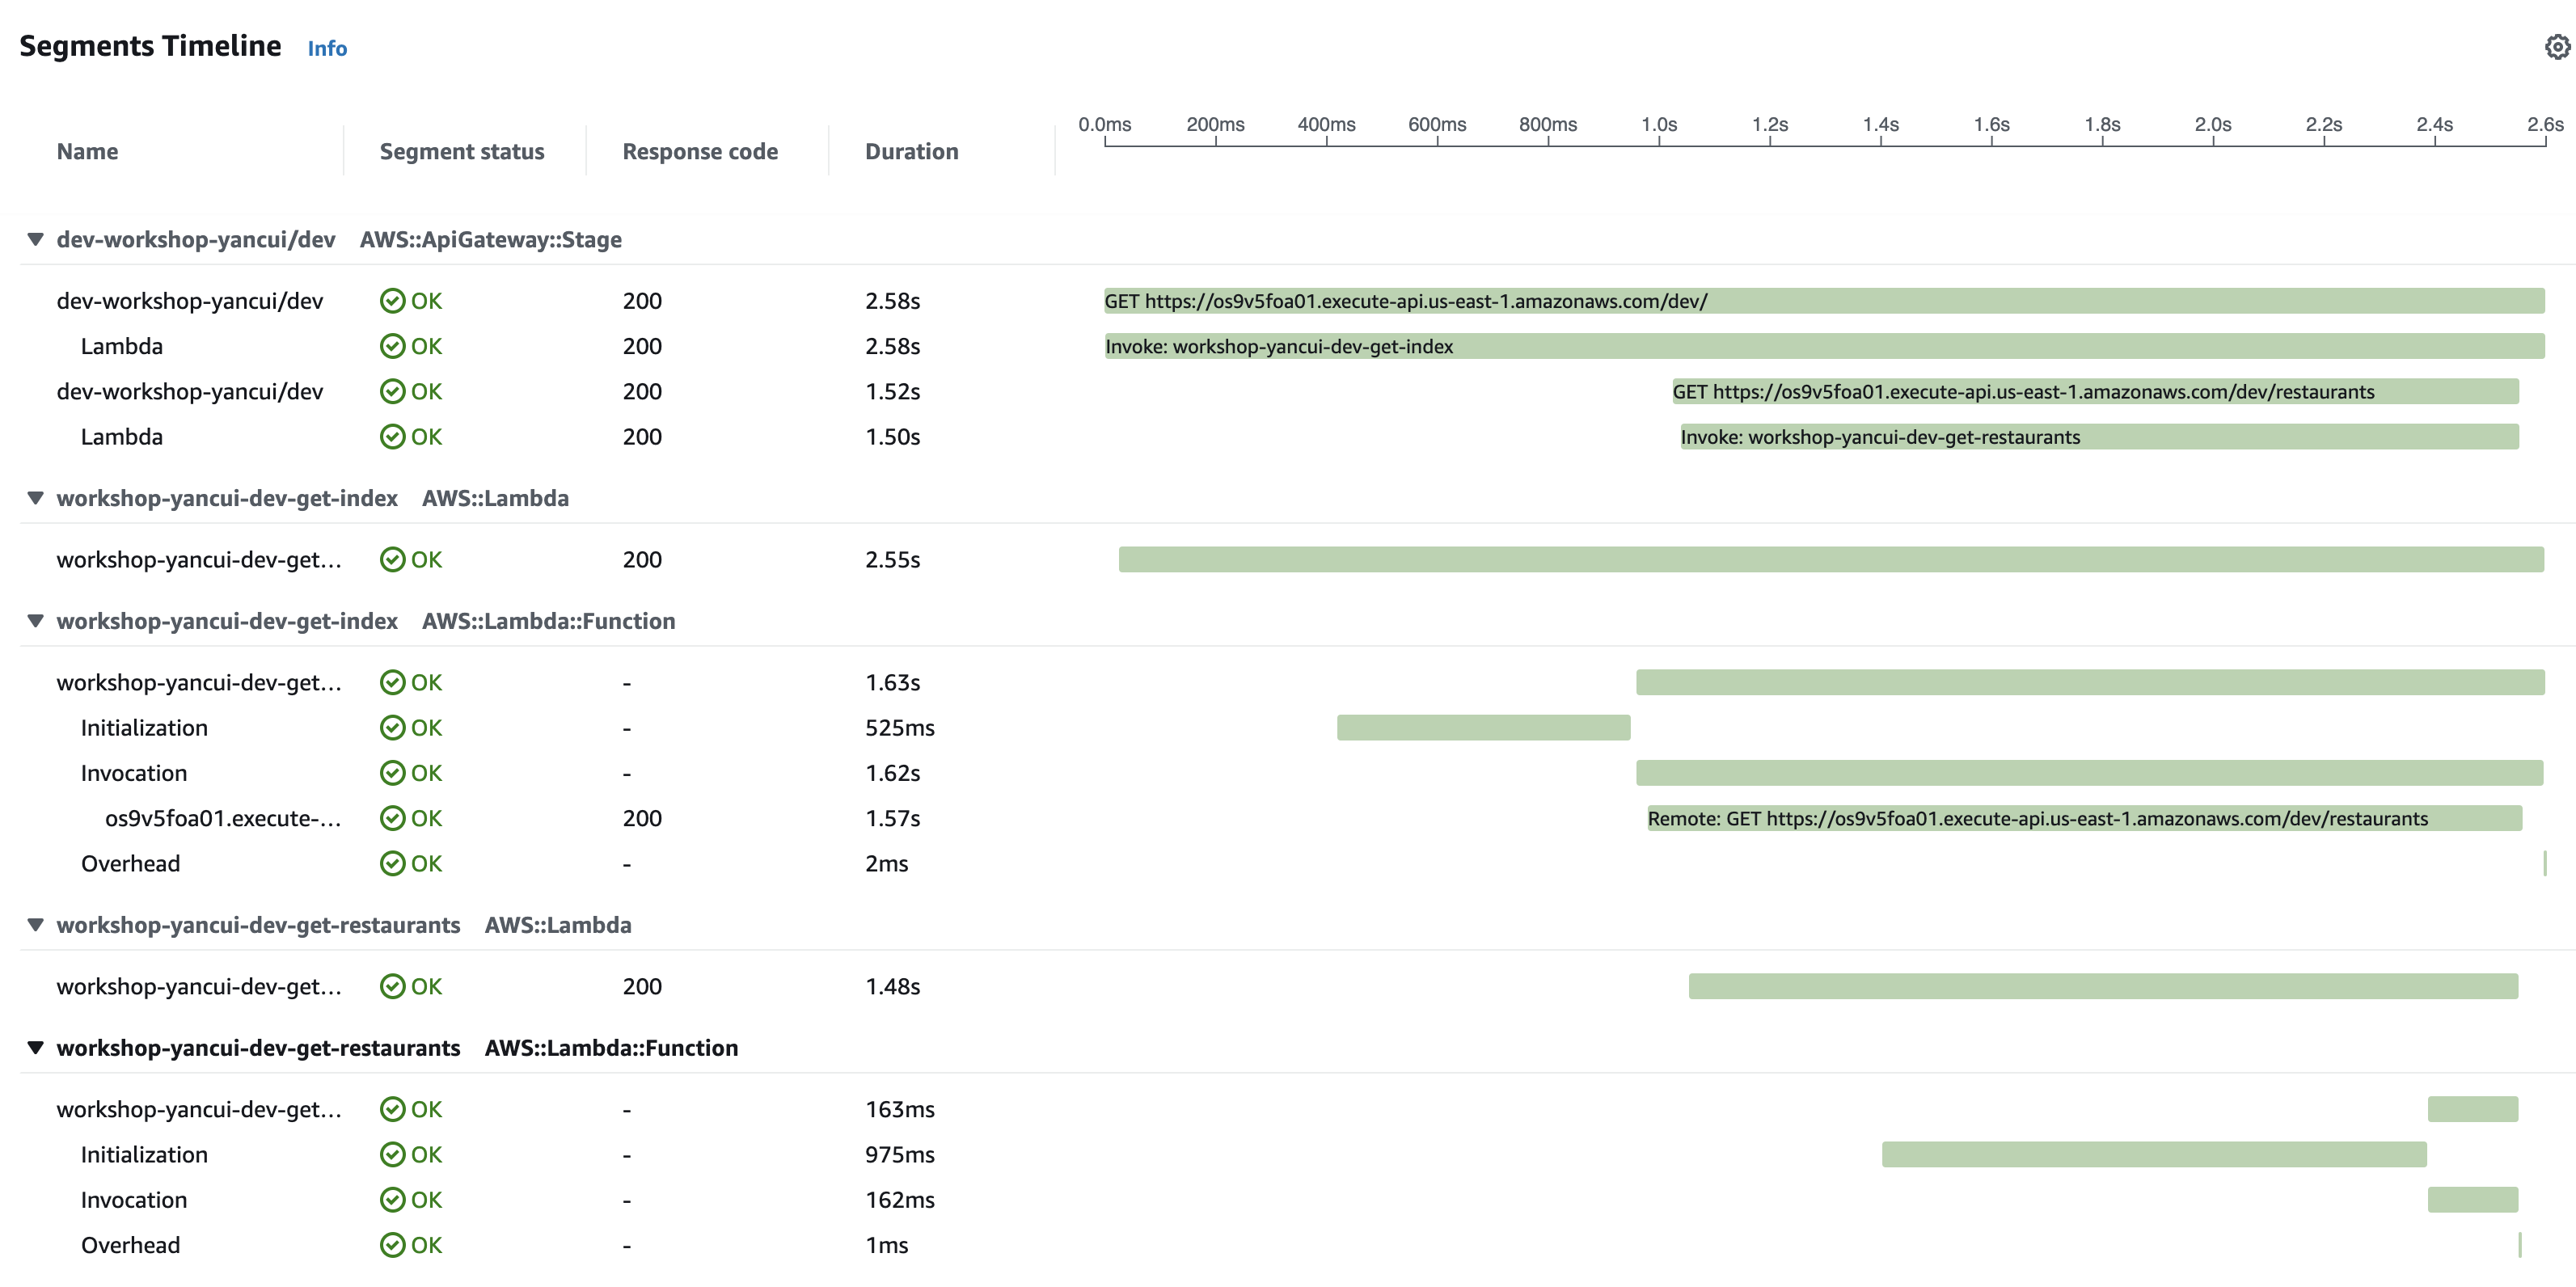 Segments Timeline Info
0.0ms 200ms 400ms 600ms 800ms 1.0s 1.2s 1.4s 1.6s 1.8s 2.0s 2.2s 2.4s 2.6s
Name Segment status Response code Duration
dev-workshop-yancui/dev AWS::ApiGateway::Stage
dev-workshop-yancui/dev OK 200 2.58s GET https://os9v5foa01.execute-api.us-east-1.amazonaws.com/dev/
Lambda OK 200 2.58s Invoke: workshop-yancui-dev-get-index
dev-workshop-yancui/dev OK 200 1.52s GET https://os9v5foa01.execute-api.us-east-1.amazonaws.com/dev/restaurants
Lambda OK 200 1.50s Invoke: workshop-yancui-dev-get-restaurants
workshop-yancui-dev-get-index AWS::Lambda
workshop-yancui-dev-get... OK 200 2.55s
workshop-yancui-dev-get-index AWS::Lambda::Function
workshop-yancui-dev-get... OK - 1.63s
Initialization OK - 525ms
Invocation OK - 1.62s
os9v5foa01.execute-... OK 200 1.57s Remote: GET https://os9v5foa01.execute-api.us-east-1.amazonaws.com/dev/restaurants
Overhead OK - 2ms
workshop-yancui-dev-get-restaurants AWS::Lambda
workshop-yancui-dev-get... OK 200 1.48s
workshop-yancui-dev-get-restaurants AWS::Lambda::Function
workshop-yancui-dev-get... OK - 163ms
Initialization OK - 975ms
Invocation OK - 162ms
Overhead OK - 1ms